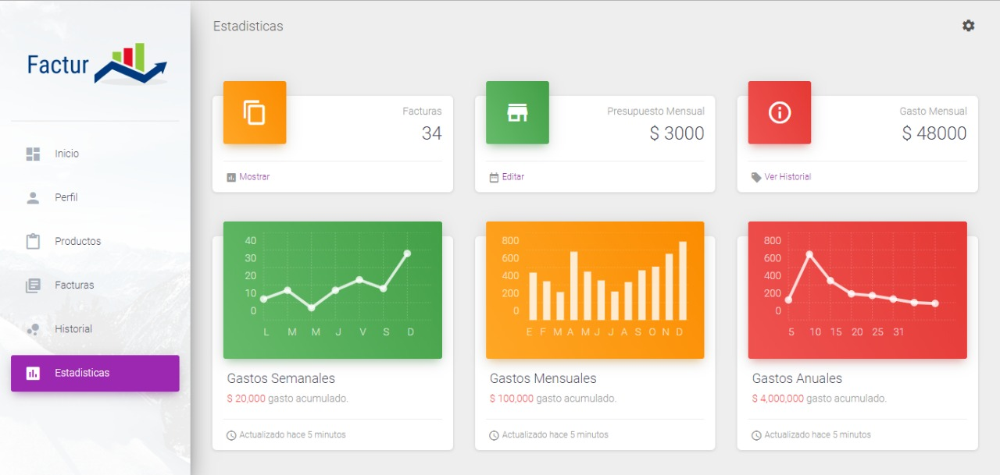 Factur
Inicio
Perfil
Productos
Facturas
Historial
Estadisticas
Estadisticas
Facturas
34
Mostrar
Presupuesto Mensual
$ 3000
Editar
Gasto Mensual
$ 48000
Ver Historial
40
30
20
10
0
L M M J V S D
Gastos Semanales
$ 20,000 gasto acumulado.
Actualizado hace 5 minutos
800
600
400
200
0
E F M A M J J A S O N D
Gastos Mensuales
$ 100,000 gasto acumulado.
Actualizado hace 5 minutos
800
600
400
200
0
5 10 15 20 25 31
Gastos Anuales
$ 4,000,000 gasto acumulado.
Actualizado hace 5 minutos